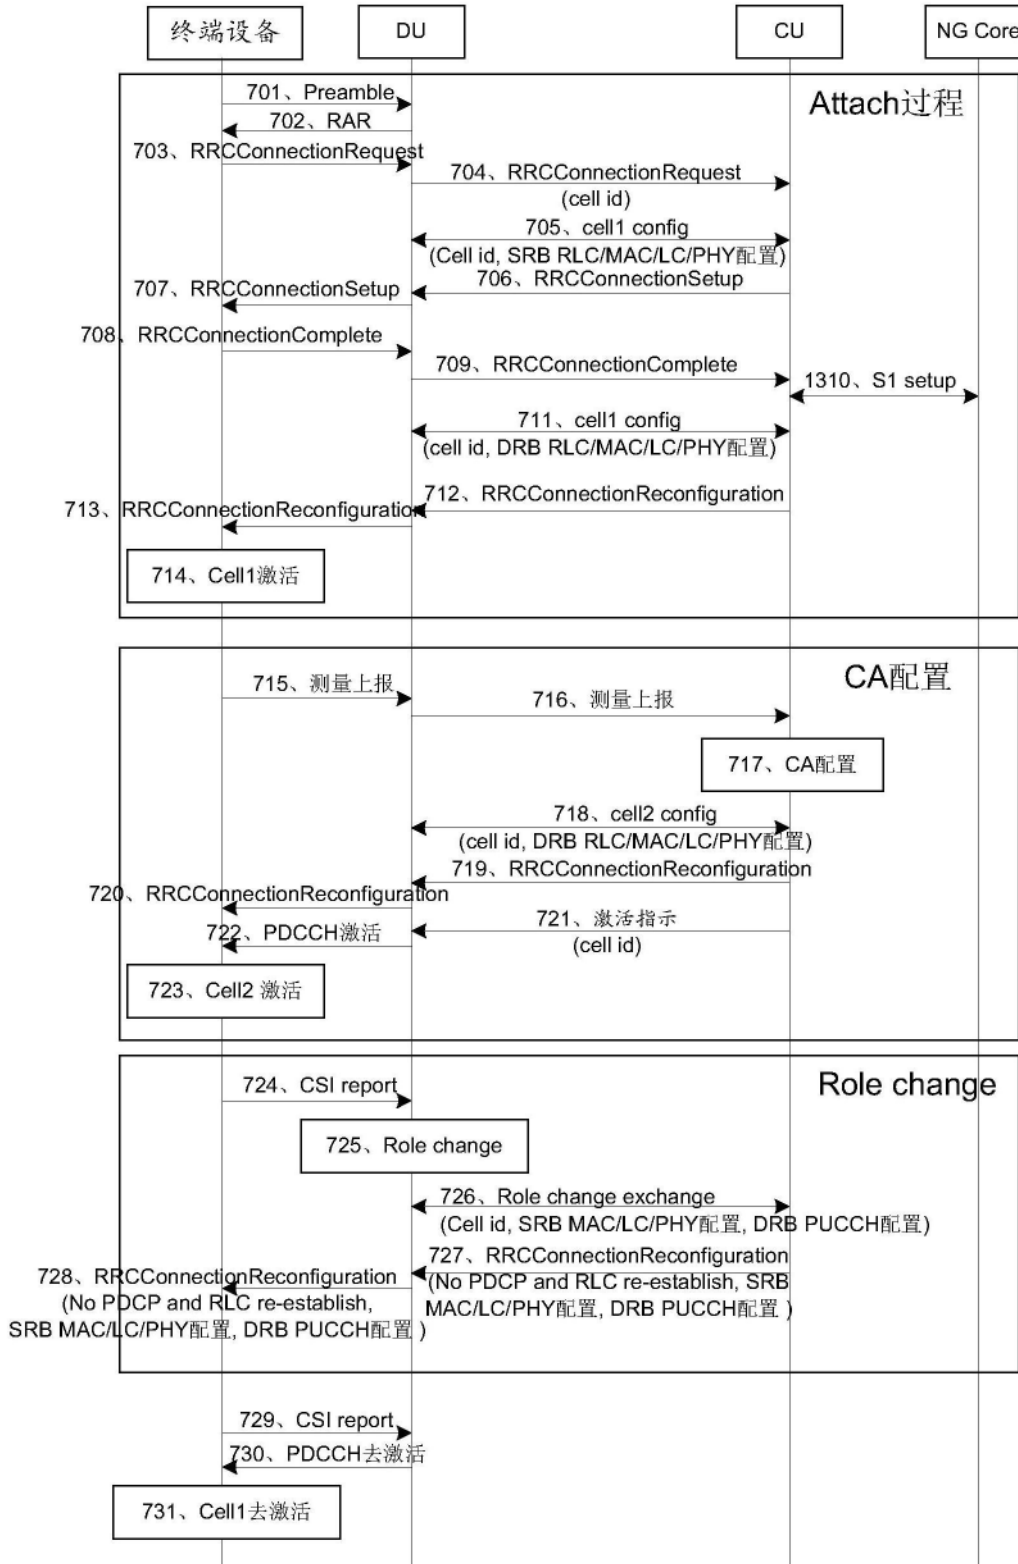 终端设备
DU
CU
NG Core
Attach过程
701、Preamble
702、RAR
703、RRCConnectionRequest
704、RRCConnectionRequest
(cell id)
705、cell1 config
(Cell id, SRB RLC/MAC/LC/PHY配置)
706、RRCConnectionSetup
707、RRCConnectionSetup
708、RRCConnectionComplete
709、RRCConnectionComplete
1310、S1 setup
711、cell1 config
(cell id, DRB RLC/MAC/LC/PHY配置)
712、RRCConnectionReconfiguration
713、RRCConnectionReconfiguration
714、Cell1激活
CA配置
715、测量上报
716、测量上报
717、CA配置
718、cell2 config
(cell id, DRB RLC/MAC/LC/PHY配置)
719、RRCConnectionReconfiguration
720、RRCConnectionReconfiguration
721、激活指示
(cell id)
722、PDCCH激活
723、Cell2 激活
Role change
724、CSI report
725、Role change
726、Role change exchange
(Cell id, SRB MAC/LC/PHY配置, DRB PUCCH配置)
727、RRCConnectionReconfiguration
(No PDCP and RLC re-establish, SRB
MAC/LC/PHY配置, DRB PUCCH配置 )
728、RRCConnectionReconfiguration
(No PDCP and RLC re-establish,
SRB MAC/LC/PHY配置, DRB PUCCH配置 )
729、CSI report
730、PDCCH去激活
731、Cell1去激活